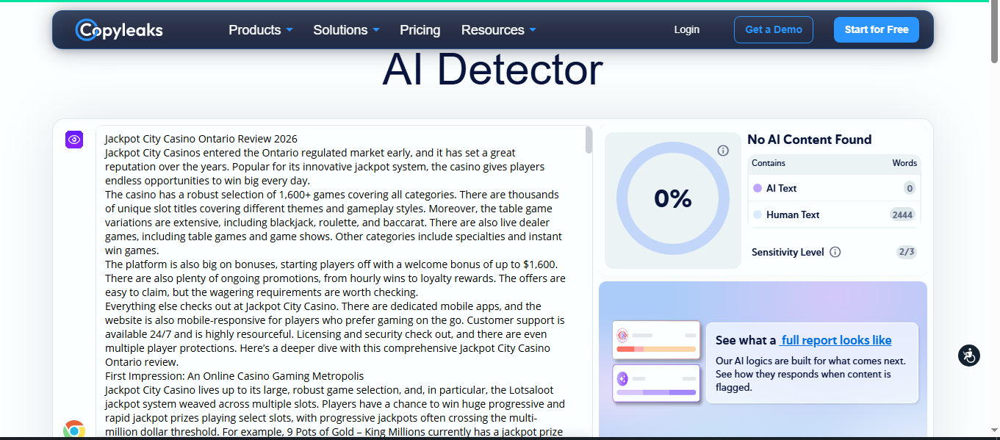 Copyleaks
Products
Solutions
Pricing
Resources
Login
Get a Demo
Start for Free
AI Detector
Jackpot City Casino Ontario Review 2026
Jackpot City Casinos entered the Ontario regulated market early, and it has set a great
reputation over the years. Popular for its innovative jackpot system, the casino gives players
endless opportunities to win big every day.
The casino has a robust selection of 1,600+ games covering all categories. There are thousands
of unique slot titles covering different themes and gameplay styles. Moreover, the table game
variations are extensive, including blackjack, roulette, and baccarat. There are also live dealer
games, including table games and game shows. Other categories include specialties and instant
win games.
The platform is also big on bonuses, starting players off with a welcome bonus of up to $1,600.
There are also plenty of ongoing promotions, from hourly wins to loyalty rewards. The offers are
easy to claim, but the wagering requirements are worth checking.
Everything else checks out at Jackpot City Casino. There are dedicated mobile apps, and the
website is also mobile-responsive for players who prefer gaming on the go. Customer support is
available 24/7 and is highly resourceful. Licensing and security check out, and there are even
multiple player protections. Here’s a deeper dive with this comprehensive Jackpot City Casino
Ontario review.
First Impression: An Online Casino Gaming Metropolis
Jackpot City Casino lives up to its large, robust game selection, and, in particular, the Lotsaloot
jackpot system weaved across multiple slots. Players have a chance to win huge progressive and
rapid jackpot prizes playing select slots, with progressive jackpots often crossing the multi-
million dollar threshold. For example, 9 Pots of Gold – King Millions currently has a jackpot prize
0%
No AI Content Found
Contains Words
AI Text 0
Human Text 2444
Sensitivity Level 2/3
See what a full report looks like
Our AI logics are built for what comes next.
See how they responds when content is
flagged.